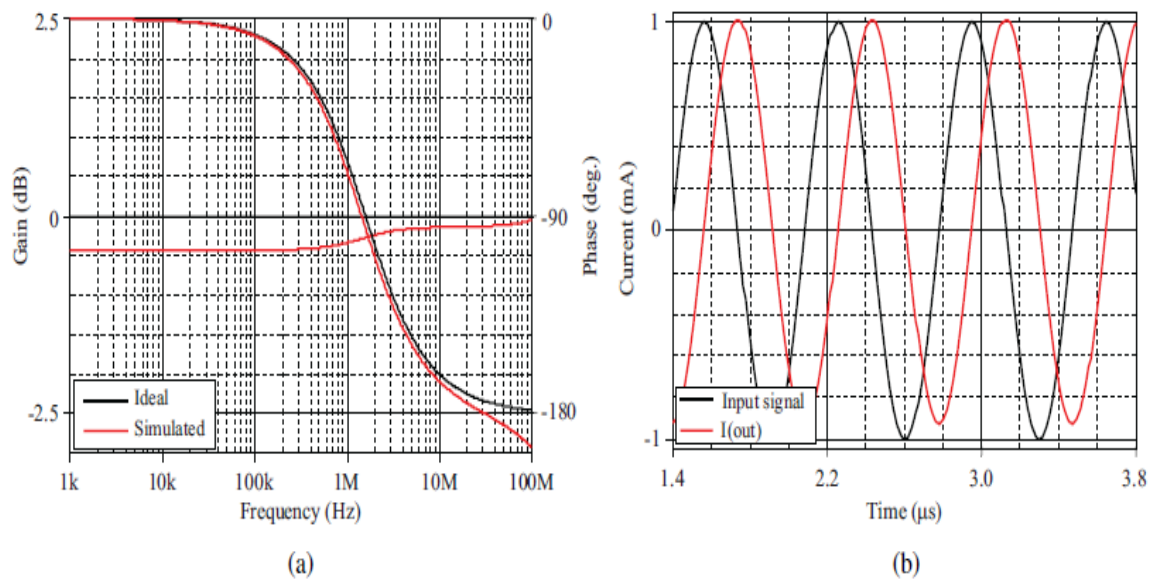 2.5
0
-2.5
Gain (dB)
0
-90
-180
Phase (deg.)
Ideal
Simulated
1k
10k
100k
1M
10M
100M
Frequency (Hz)
(a)
1
0
-1
Current (mA)
Input signal
I(out)
1.4
2.2
3.0
3.8
Time (μs)
(b)